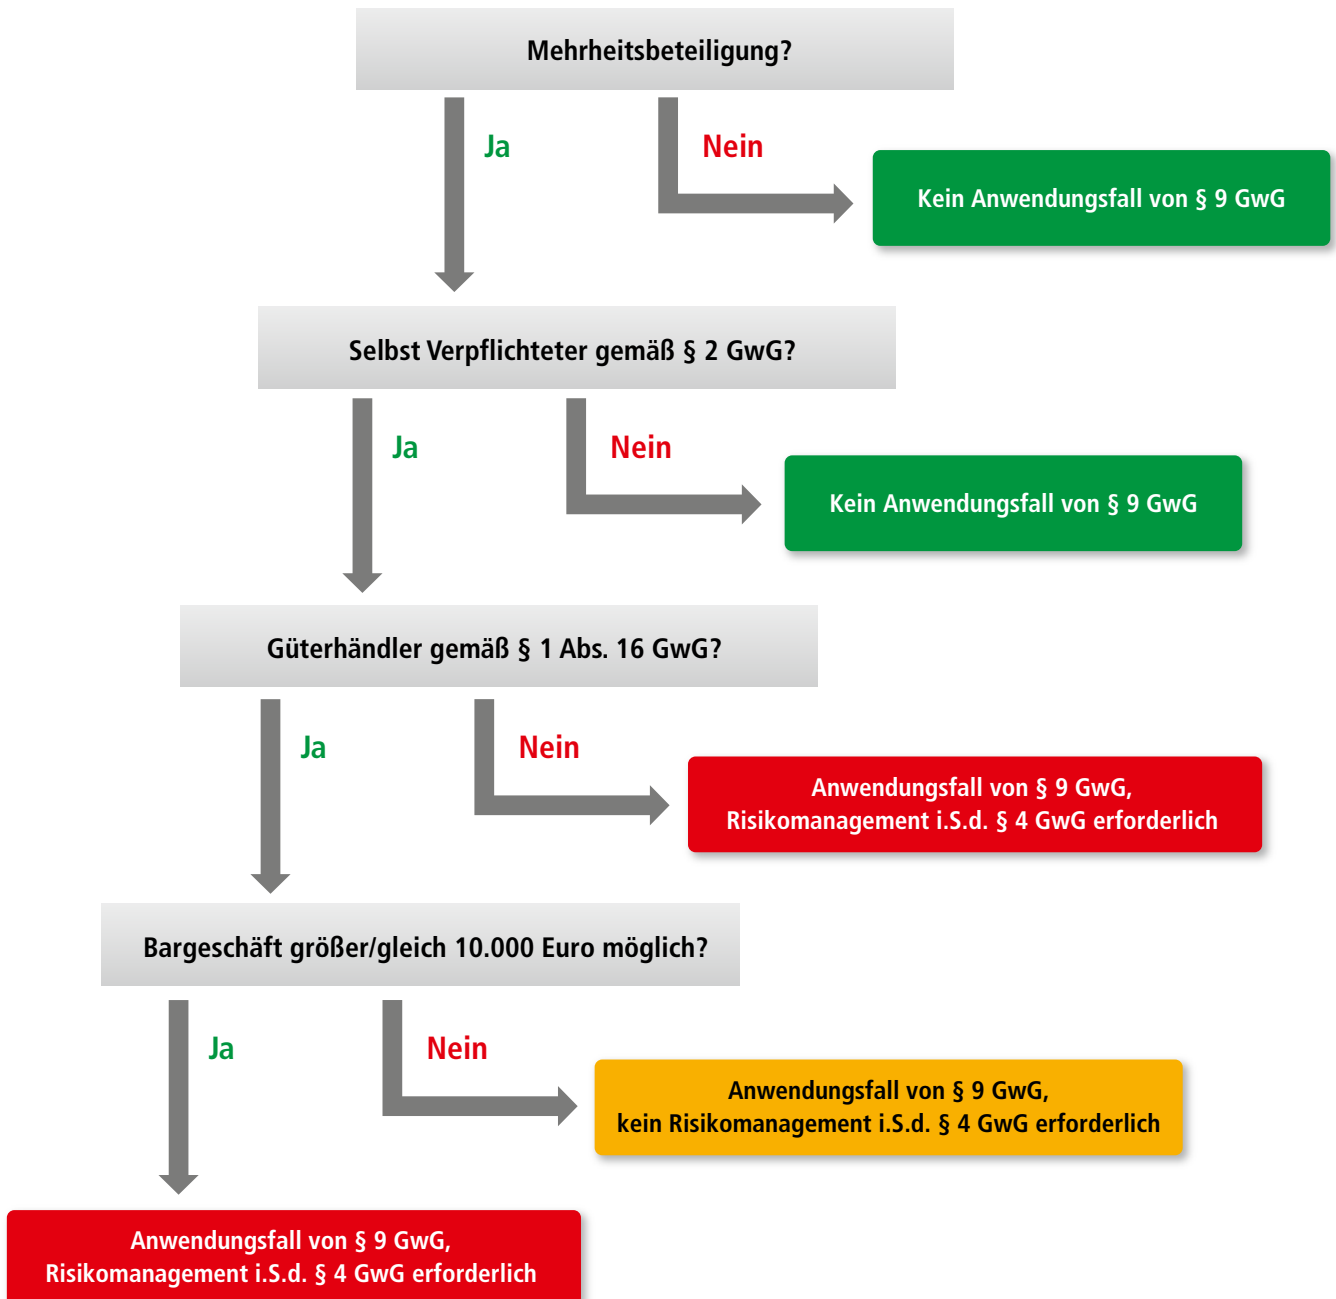 Mehrheitsbeteiligung?
Ja
Nein
Kein Anwendungsfall von § 9 GwG
Selbst Verpflichteter gemäß § 2 GwG?
Ja
Nein
Kein Anwendungsfall von § 9 GwG
Güterhändler gemäß § 1 Abs. 16 GwG?
Ja
Nein
Anwendungsfall von § 9 GwG,
Risikomanagement i.S.d. § 4 GwG erforderlich
Bargeschäft größer/gleich 10.000 Euro möglich?
Ja
Nein
Anwendungsfall von § 9 GwG,
kein Risikomanagement i.S.d. § 4 GwG erforderlich
Anwendungsfall von § 9 GwG,
Risikomanagement i.S.d. § 4 GwG erforderlich